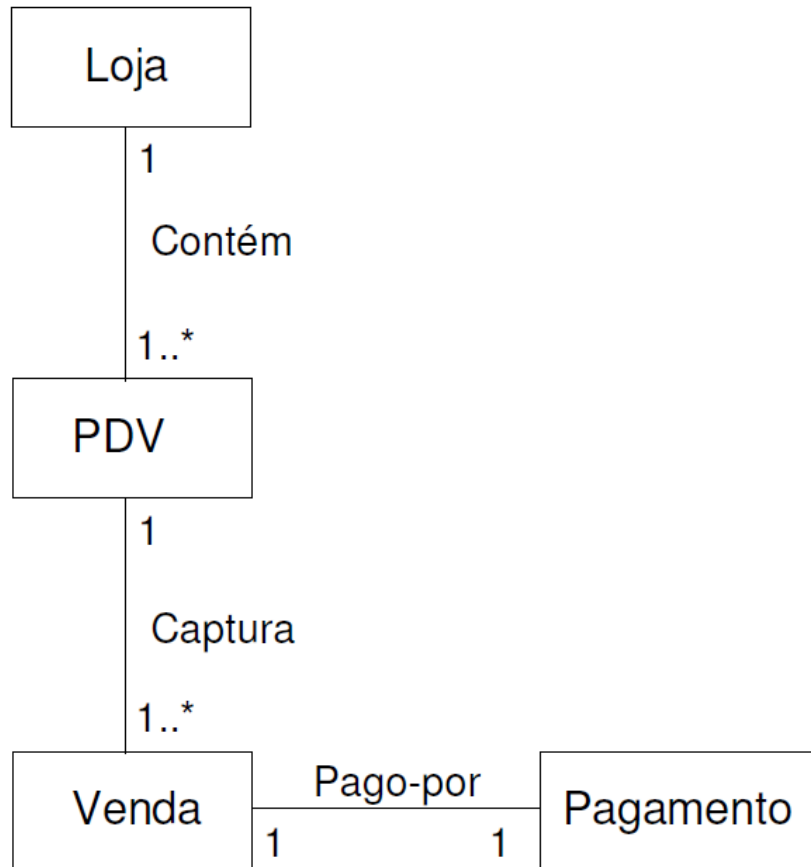 Loja
1
Contém
1..*
PDV
1
Captura
1..*
Venda
Pago-por
1
1
Pagamento